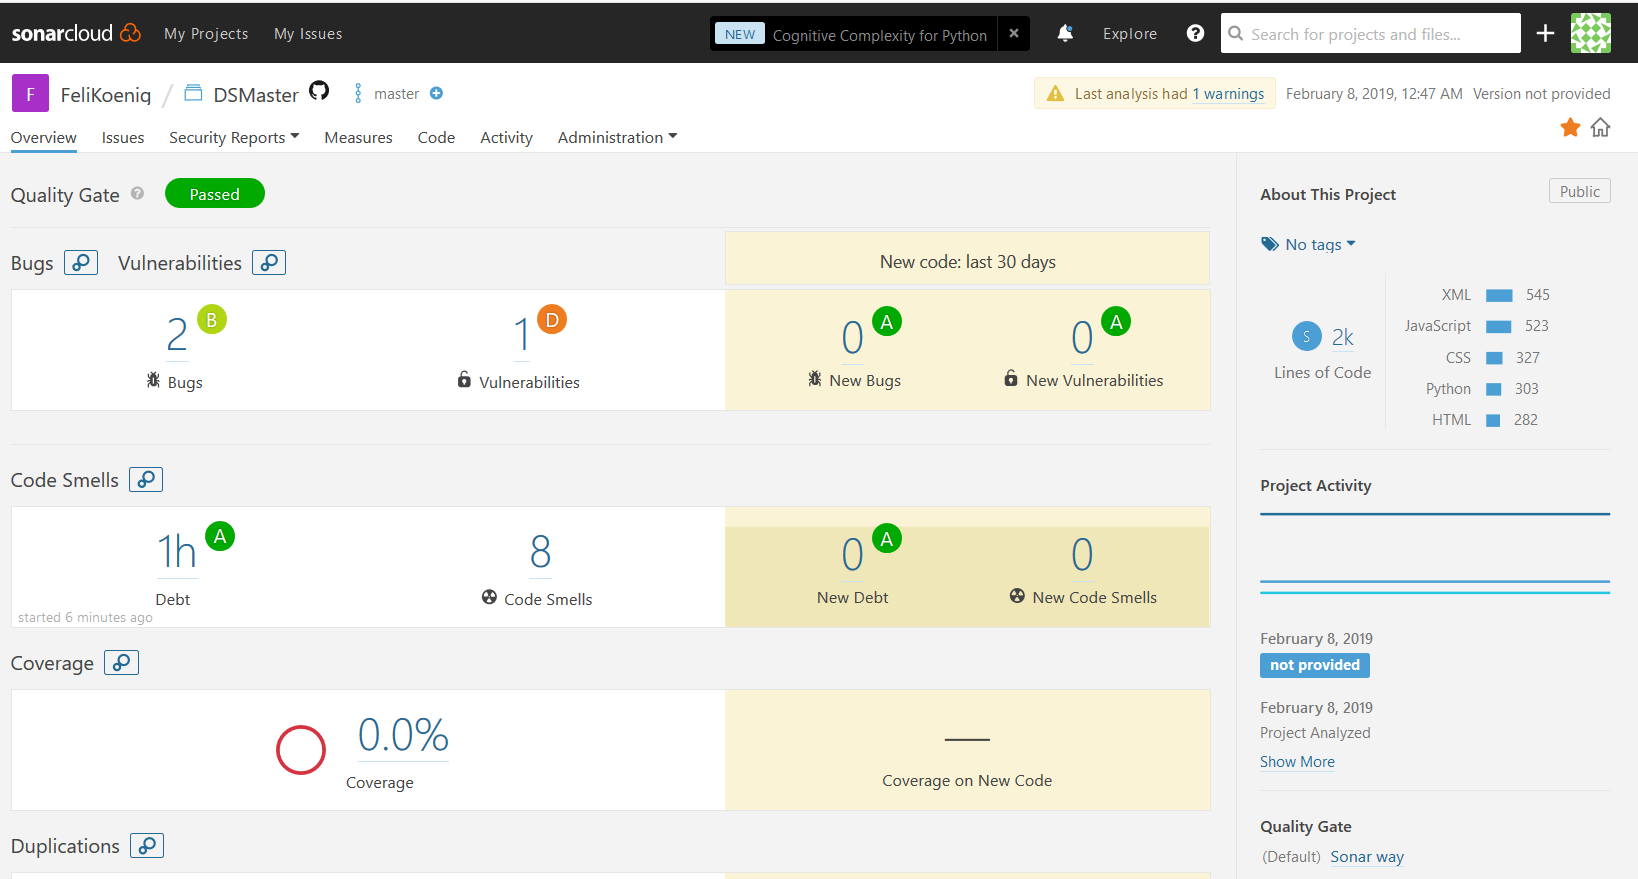 sonarcloud My Projects My Issues NEW Cognitive Complexity for Python × Explore ? Search for projects and files... +
F FeliKoenig / DSMaster master Last analysis had 1 warnings February 8, 2019, 12:47 AM Version not provided
Overview Issues Security Reports Measures Code Activity Administration
Quality Gate ? Passed
Bugs Vulnerabilities New code: last 30 days
2 B 1 D 0 A 0 A
Bugs Vulnerabilities New Bugs New Vulnerabilities
Code Smells
1h A 8 0 A 0
Debt Code Smells New Debt New Code Smells
started 6 minutes ago
Coverage
0.0% —
Coverage Coverage on New Code
Duplications
About This Project Public
No tags
S 2k
Lines of Code
XML 545
JavaScript 523
CSS 327
Python 303
HTML 282
Project Activity
February 8, 2019
not provided
February 8, 2019
Project Analyzed
Show More
Quality Gate
(Default) Sonar way